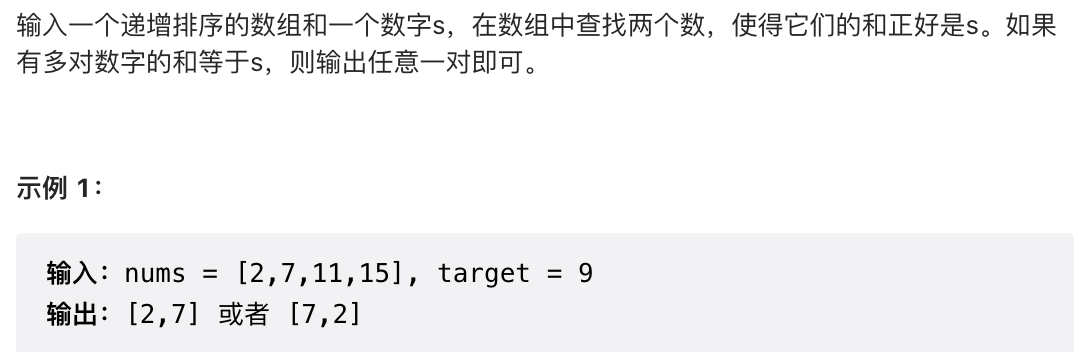 输入一个递增排序的数组和一个数字s，在数组中查找两个数，使得它们的和正好是s。如果
有多对数字的和等于s，则输出任意一对即可。
示例 1：
输入：nums = [2,7,11,15], target = 9
输出：[2,7] 或者 [7,2]